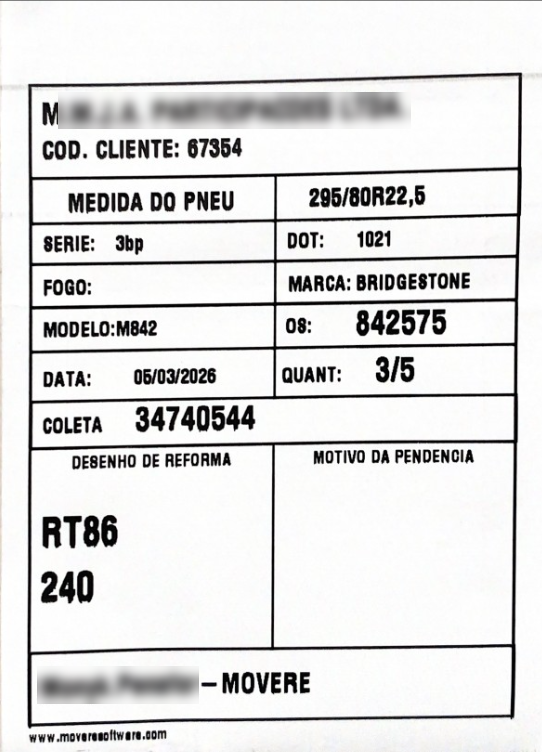 M
COD. CLIENTE: 67354
MEDIDA DO PNEU 295/80R22,5
SERIE: 3bp DOT: 1021
FOGO: MARCA: BRIDGESTONE
MODELO:M842 OS: 842575
DATA: 05/03/2026 QUANT: 3/5
COLETA 34740544
DESENHO DE REFORMA MOTIVO DA PENDENCIA
RT86
240
– MOVERE
www.moveresoftware.com